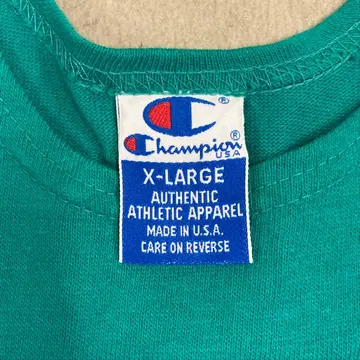 ®
Champion®
USA
X-LARGE
AUTHENTIC
ATHLETIC APPAREL
MADE IN U.S.A.
CARE ON REVERSE